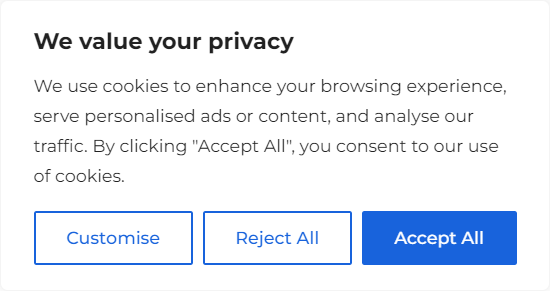 We value your privacy
We use cookies to enhance your browsing experience,
serve personalised ads or content, and analyse our
traffic. By clicking "Accept All", you consent to our use
of cookies.
Customise
Reject All
Accept All